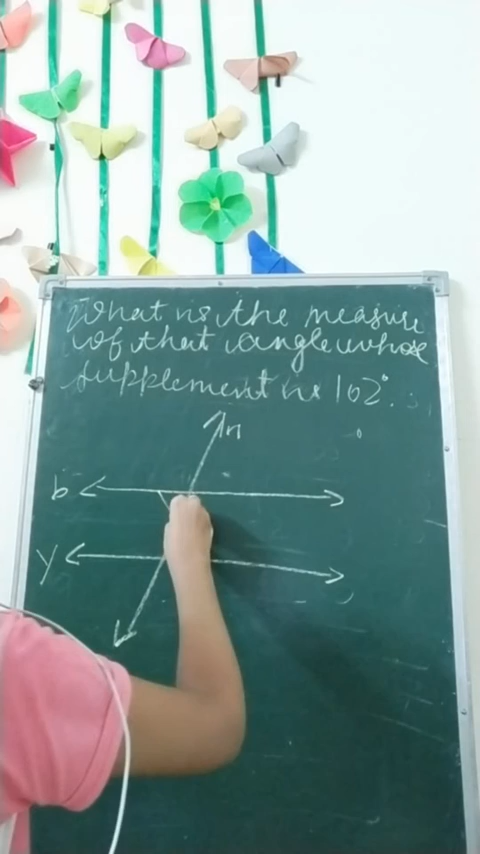 What is the measure
of that angle whose
supplement is 102°.
n
b
y